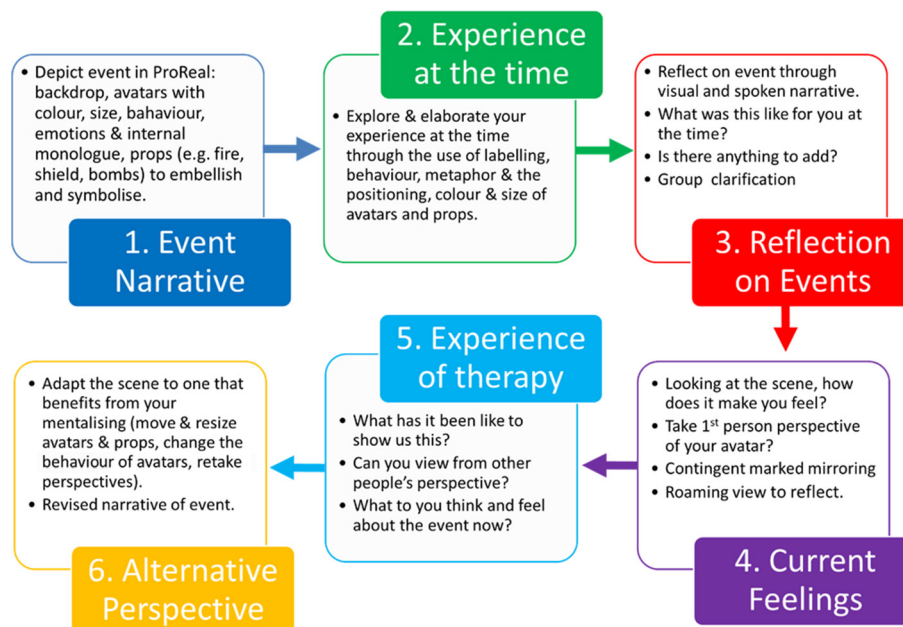 • Depict event in ProReal:
backdrop, avatars with
colour, size, bahaviour,
emotions & internal
monologue, props (e.g. fire,
shield, bombs) to embellish
and symbolise.
1. Event
Narrative
2. Experience
at the time
• Explore & elaborate your
experience at the time
through the use of labelling,
behaviour, metaphor & the
positioning, colour & size of
avatars and props.
• Reflect on event through
visual and spoken narrative.
• What was this like for you at
the time?
• Is there anything to add?
• Group clarification
3. Reflection
on Events
• Looking at the scene, how
does it make you feel?
• Take 1st person perspective
of your avatar?
• Contingent marked mirroring
• Roaming view to reflect.
4. Current
Feelings
5. Experience
of therapy
• What has it been like to
show us this?
• Can you view from other
people's perspective?
• What to you think and feel
about the event now?
• Adapt the scene to one that
benefits from your
mentalising (move & resize
avatars & props, change the
behaviour of avatars, retake
perspectives).
• Revised narrative of event.
6. Alternative
Perspective